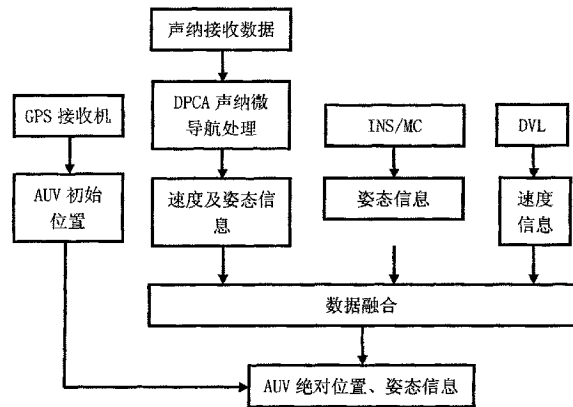 声纳接收数据
GPS 接收机
DPCA 声纳微
导航处理
INS/MC
DVL
AUV 初始
位置
速度及姿态信
息
姿态信息
速度
信息
数据融合
AUV 绝对位置、姿态信息